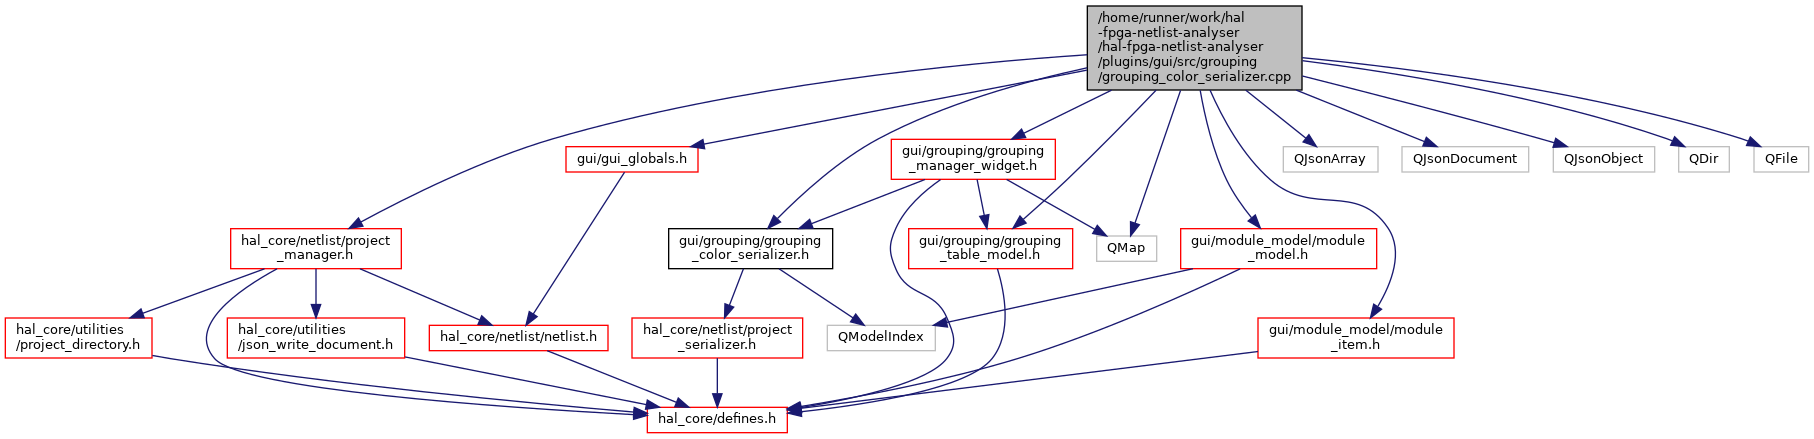 /home/runner/work/hal
-fpga-netlist-analyser
/hal-fpga-netlist-analyser
/plugins/gui/src/grouping
/grouping_color_serializer.cpp
gui/gui_globals.h
gui/grouping/grouping
_manager_widget.h
QJsonArray
QJsonDocument
QJsonObject
QDir
QFile
hal_core/netlist/project
_manager.h
gui/grouping/grouping
_color_serializer.h
gui/grouping/grouping
_table_model.h
QMap
gui/module_model/module
_model.h
hal_core/utilities
/project_directory.h
hal_core/utilities
/json_write_document.h
hal_core/netlist/netlist.h
hal_core/netlist/project
_serializer.h
QModelIndex
gui/module_model/module
_item.h
hal_core/defines.h